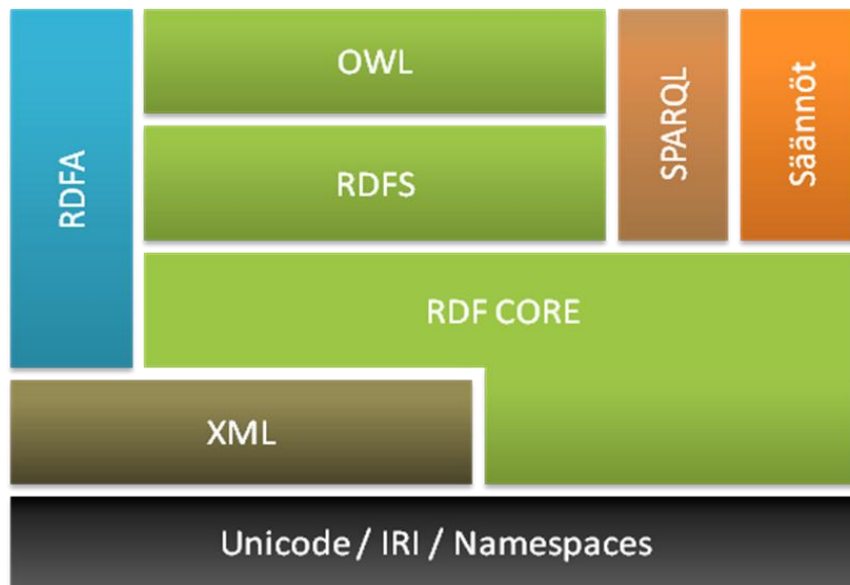 RDFA
OWL
RDFS
SPARQL
Säännöt
RDF CORE
XML
Unicode / IRI / Namespaces